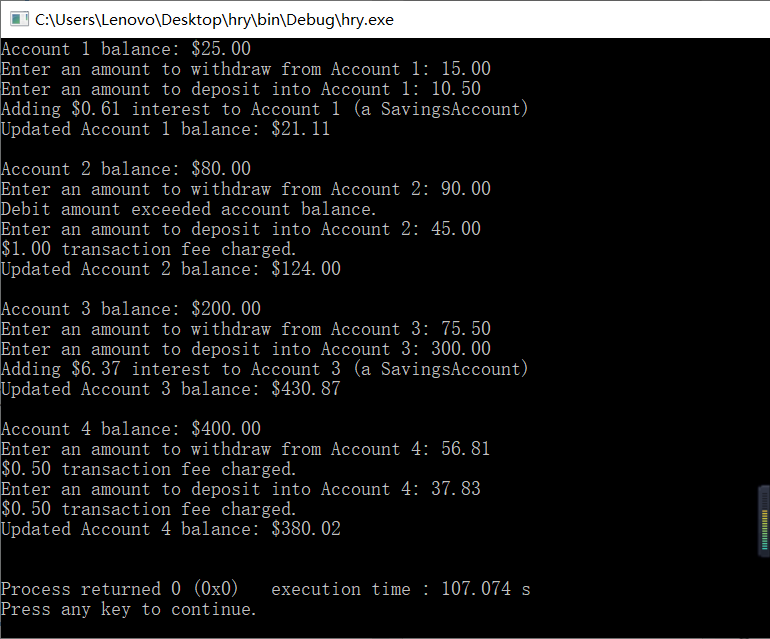 C:\Users\Lenovo\Desktop\hry\bin\Debug\hry.exe
Account 1 balance: $25.00
Enter an amount to withdraw from Account 1: 15.00
Enter an amount to deposit into Account 1: 10.50
Adding $0.61 interest to Account 1 (a SavingsAccount)
Updated Account 1 balance: $21.11
Account 2 balance: $80.00
Enter an amount to withdraw from Account 2: 90.00
Debit amount exceeded account balance.
Enter an amount to deposit into Account 2: 45.00
$1.00 transaction fee charged.
Updated Account 2 balance: $124.00
Account 3 balance: $200.00
Enter an amount to withdraw from Account 3: 75.50
Enter an amount to deposit into Account 3: 300.00
Adding $6.37 interest to Account 3 (a SavingsAccount)
Updated Account 3 balance: $430.87
Account 4 balance: $400.00
Enter an amount to withdraw from Account 4: 56.81
$0.50 transaction fee charged.
Enter an amount to deposit into Account 4: 37.83
$0.50 transaction fee charged.
Updated Account 4 balance: $380.02
Process returned 0 (0x0)   execution time : 107.074 s
Press any key to continue.